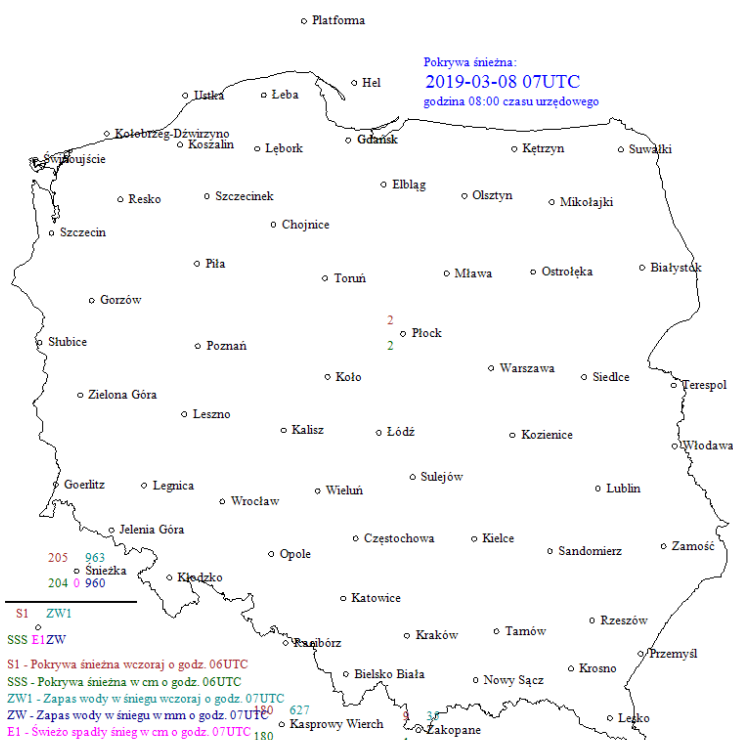 Platforma
Pokrywa śnieżna:
2019-03-08 07UTC
godzina 08:00 czasu urzędowego
Hel
Ustka
Łeba
Kołobrzeg-Dźwirzyno
Koszalin
Lębork
Gdańsk
Kętrzyn
Suwałki
Świnoujście
Elbląg
Resko
Szczecinek
Olsztyn
Mikołajki
Chojnice
Szczecin
Piła
Toruń
Mława
Ostrołęka
Białystok
Gorzów
2
Płock
2
Słubice
Poznań
Koło
Warszawa
Siedlce
Terespol
Zielona Góra
Leszno
Kalisz
Łódź
Kozienice
Włodawa
Goerlitz
Legnica
Wrocław
Wieluń
Sulejów
Lublin
Jelenia Góra
Częstochowa
Kielce
Sandomierz
Zamość
Opole
205 963
Śnieżka
204 0 960
Kłodzko
Katowice
S1 ZW1
SSS E1ZW
Rzeszów
Raciborz
Kraków
Tarnów
Przemyśl
S1 - Pokrywa śnieżna wczoraj o godz. 06UTC
SSS - Pokrywa śnieżna w cm o godz. 06UTC
Bielsko Biała
Nowy Sącz
Krosno
ZW1 - Zapas wody w śniegu wczoraj o godz. 07UTC
ZW - Zapas wody w śniegu w mm o godz. 07UTC
E1 - Świeżo spadły śnieg w cm o godz. 07UTC
180 627
Kasprowy Wierch
180
9
Zakopane
Lesko